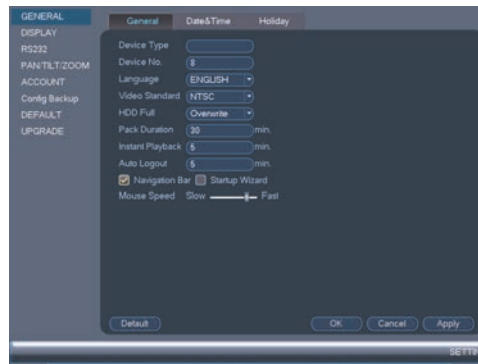 GENERAL
DISPLAY
RS232
PAN/TILT/ZOOM
ACCOUNT
Config Backup
DEFAULT
UPGRADE
General Date&Time Holiday
Device Type
Device No. 8
Language ENGLISH
Video Standard NTSC
HDD Full Overwrite
Pack Duration 30 min.
Instant Playback 5 min.
Auto Logout 5 min.
Navigation Bar Startup Wizard
Mouse Speed Slow Fast
Default OK Cancel Apply
SETTIN